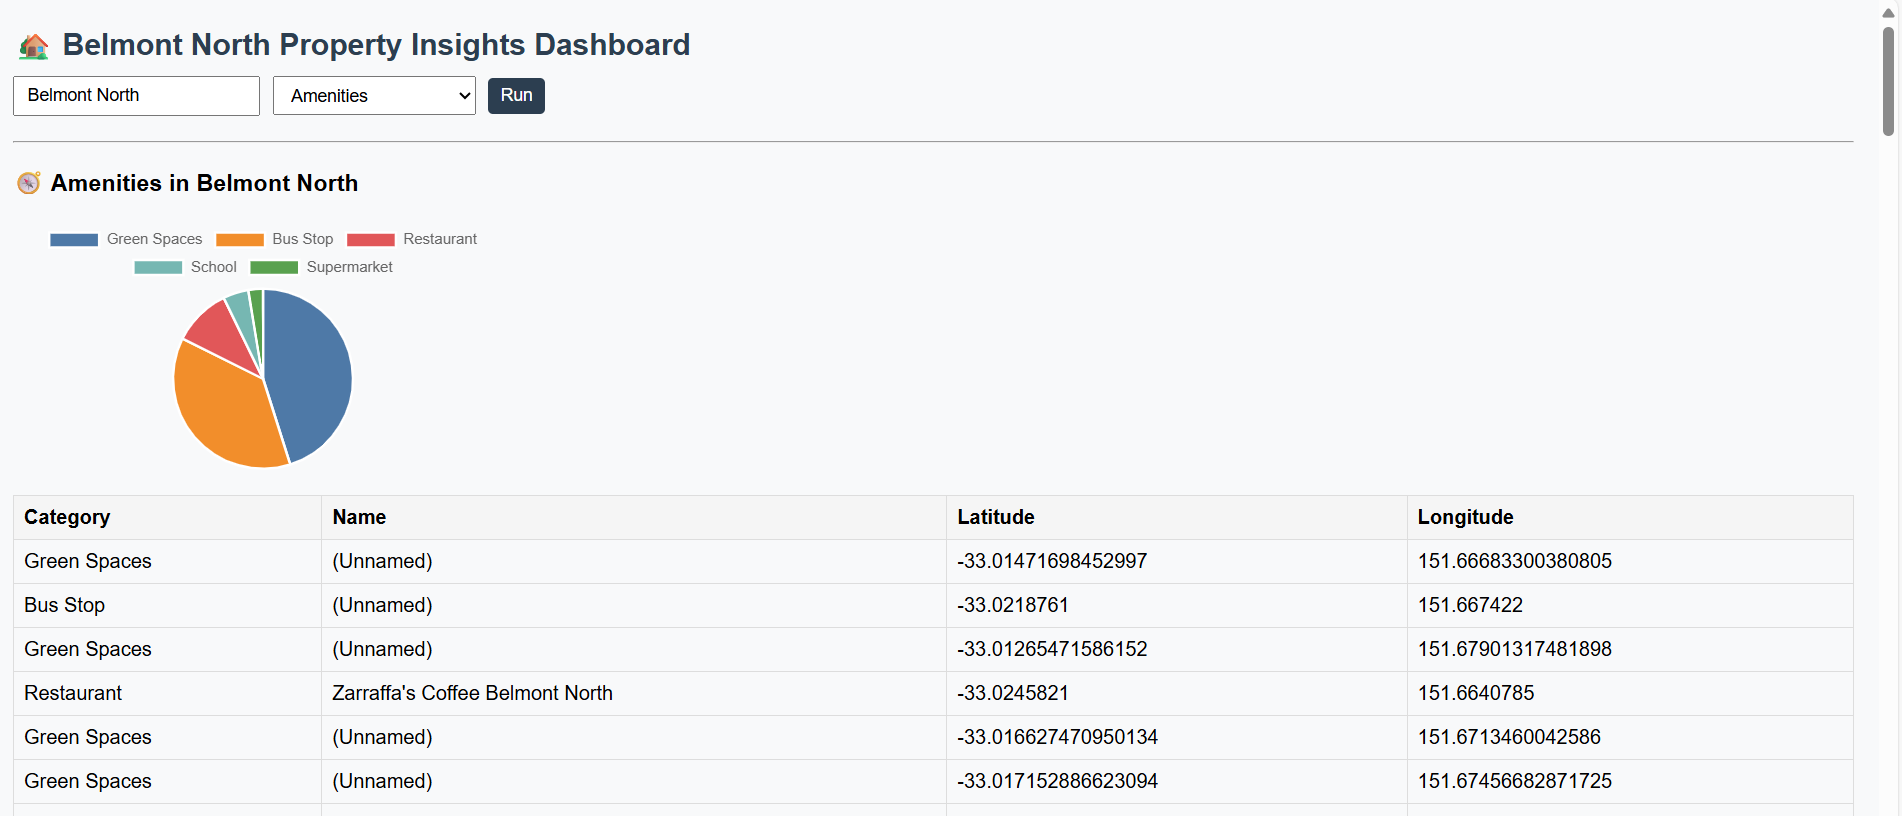 Belmont North Property Insights Dashboard
Belmont North Amenities Run
Amenities in Belmont North
Green Spaces Bus Stop Restaurant
School Supermarket
Category Name Latitude Longitude
Green Spaces (Unnamed) -33.01471698452997 151.66683300380805
Bus Stop (Unnamed) -33.0218761 151.667422
Green Spaces (Unnamed) -33.01265471586152 151.67901317481898
Restaurant Zarraffa's Coffee Belmont North -33.0245821 151.6640785
Green Spaces (Unnamed) -33.016627470950134 151.6713460042586
Green Spaces (Unnamed) -33.017152886623094 151.67456682871725